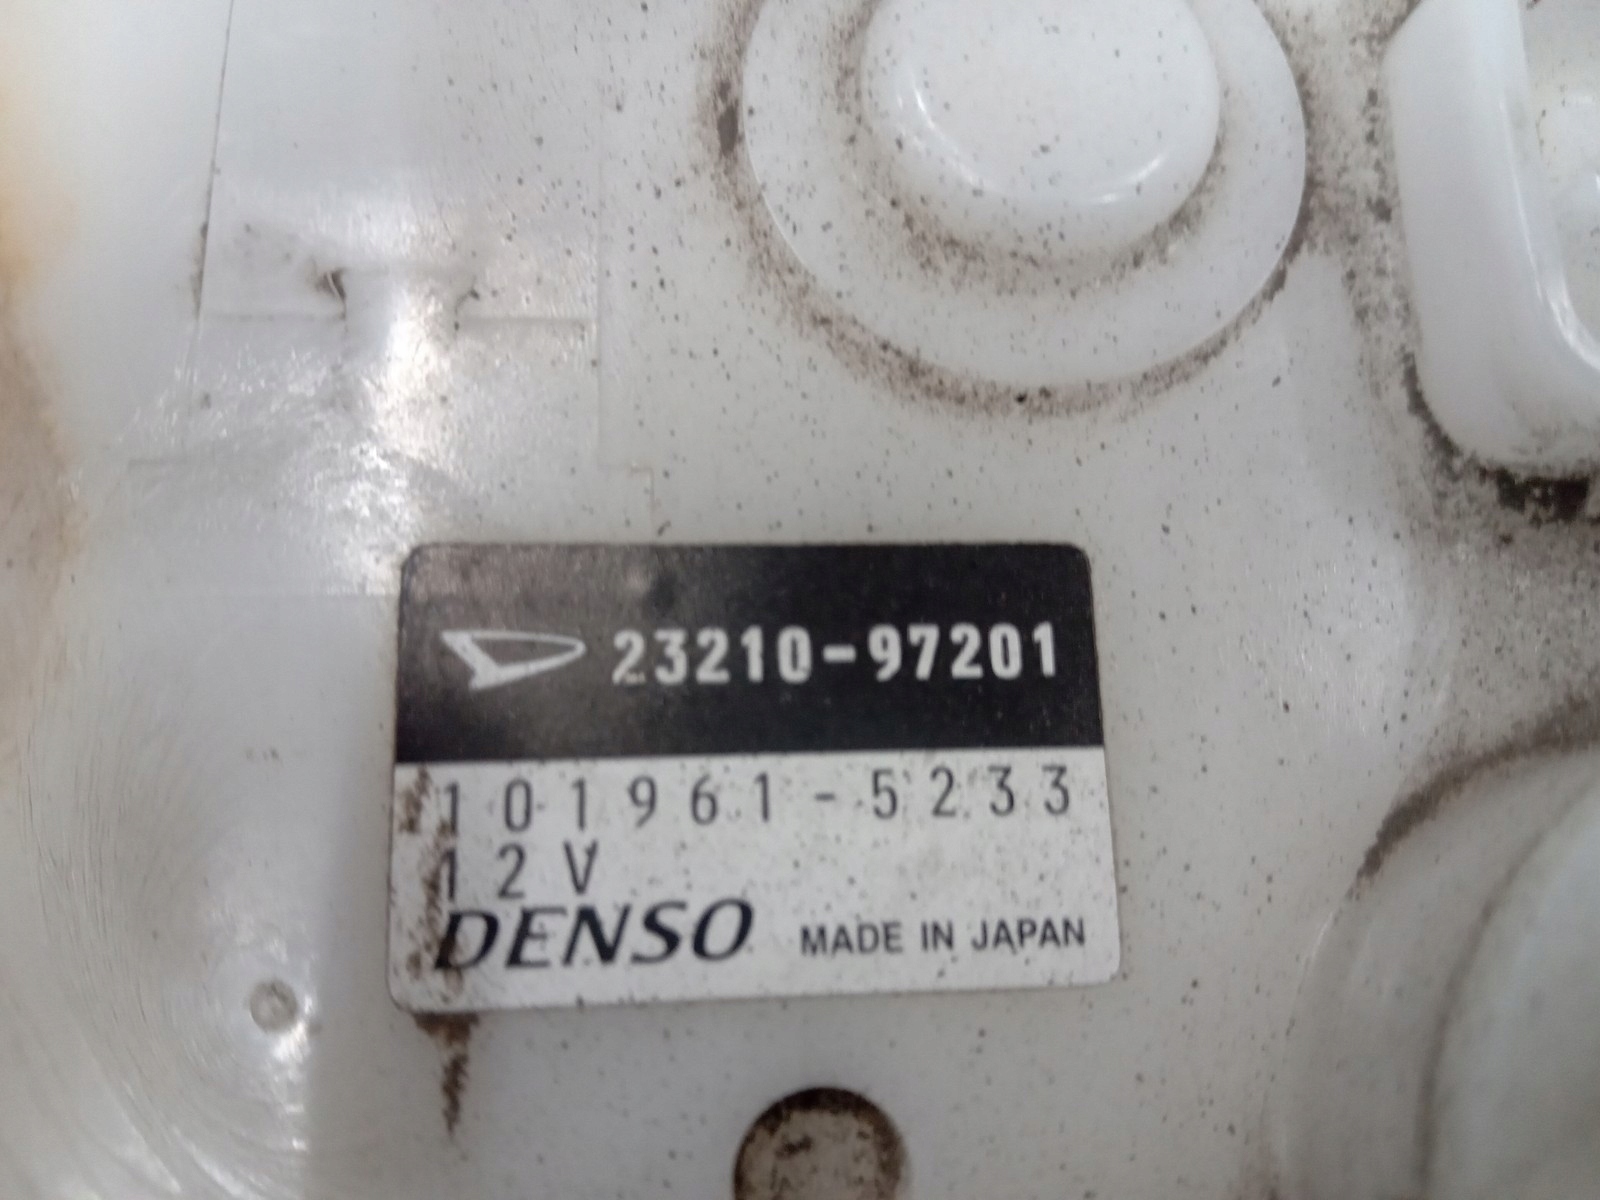 23210-97201
101961-5233
12V
DENSO MADE IN JAPAN